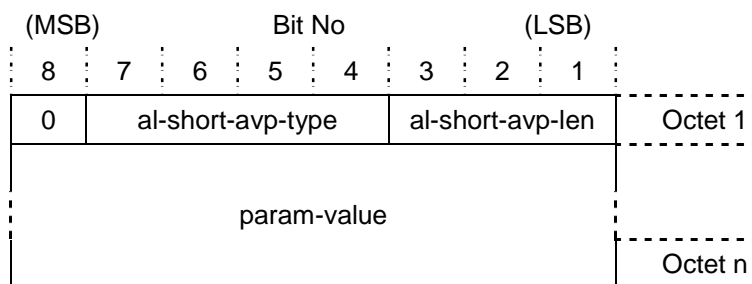 (MSB) Bit No (LSB)
8 7 6 5 4 3 2 1
0 al-short-avp-type al-short-avp-len Octet 1
param-value
Octet n